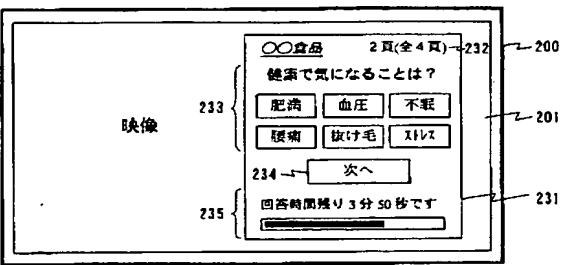 〇〇食品 2頁(全4頁) 232 200
健康で気になることは?
233 肥満 血圧 不眠
映像 201
腰痛 抜け毛 ストレス
234 次へ
231
235 回答時間残り3分50秒です